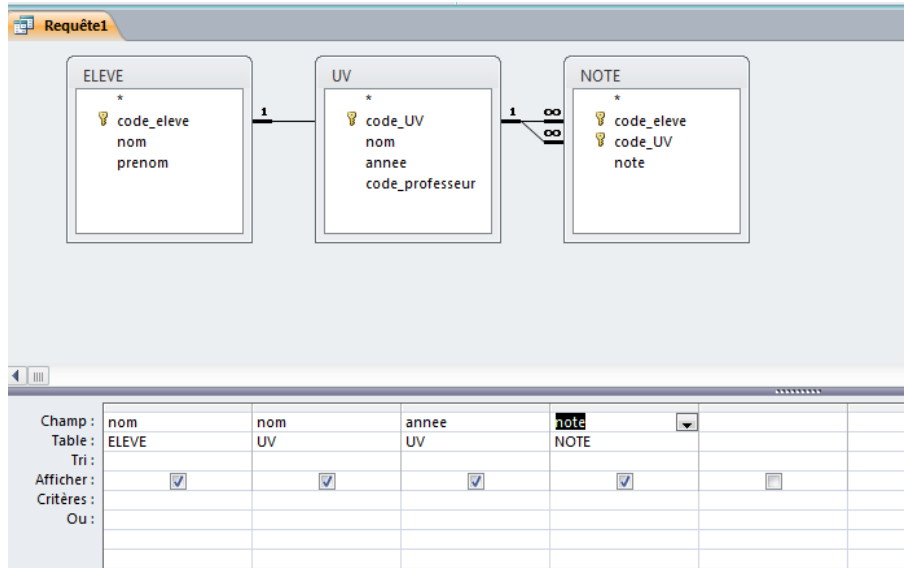 Requête1
ELEVE UV NOTE
* * *
code_eleve 1 code_UV 1 ∞ code_eleve
nom nom ∞ code_UV
prenom annee note
code_professeur
Champ : nom nom annee note
Table : ELEVE UV UV NOTE
Tri :
Afficher :
Critères :
Ou :